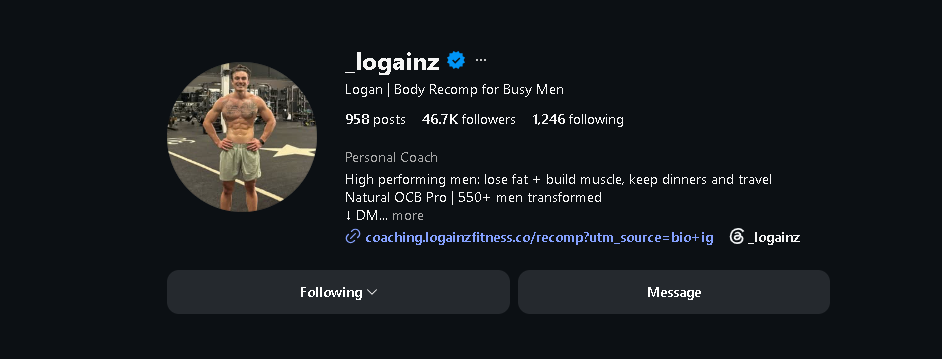 _logainz ...
Logan | Body Recomp for Busy Men
958 posts 46.7K followers 1,246 following
Personal Coach
High performing men: lose fat + build muscle, keep dinners and travel
Natural OCB Pro | 550+ men transformed
↓ DM... more
coaching.logainzfitness.co/recomp?utm_source=bio+ig _logainz
Following Message